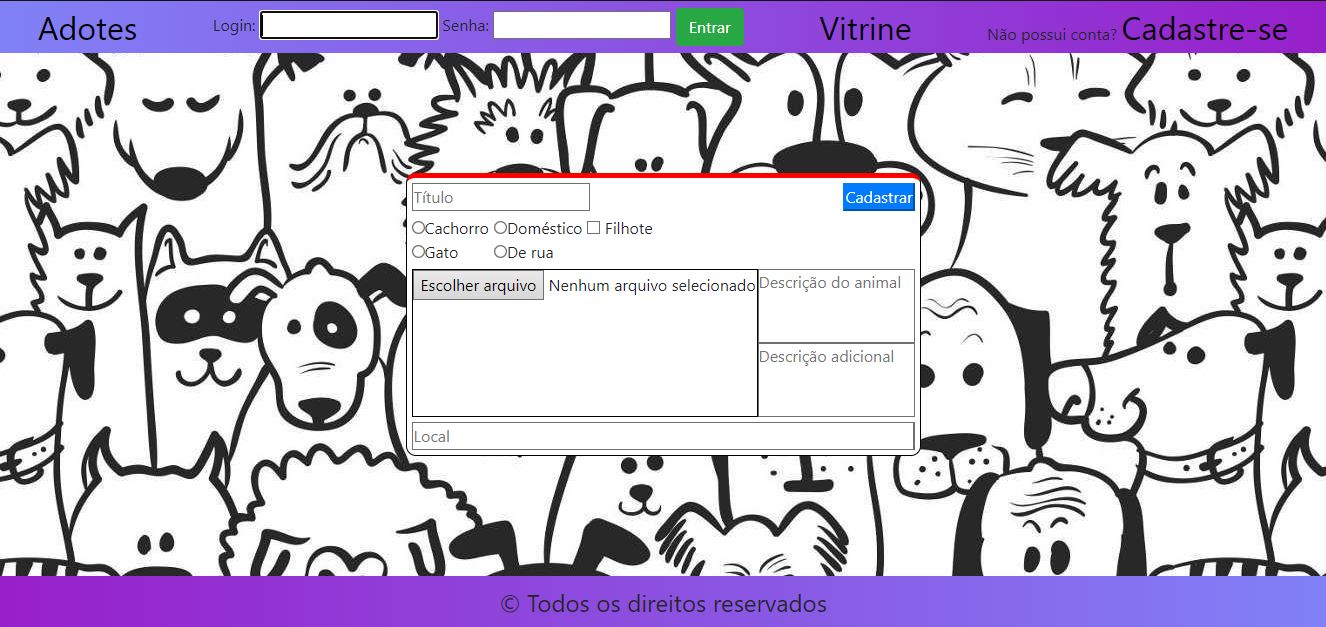 Adotes Login: Senha: Entrar Vitrine Não possui conta? Cadastre-se
Título Cadastrar
Cachorro Doméstico Filhote
Gato De rua
Escolher arquivo Nenhum arquivo selecionado Descrição do animal
Descrição adicional
Local
© Todos os direitos reservados